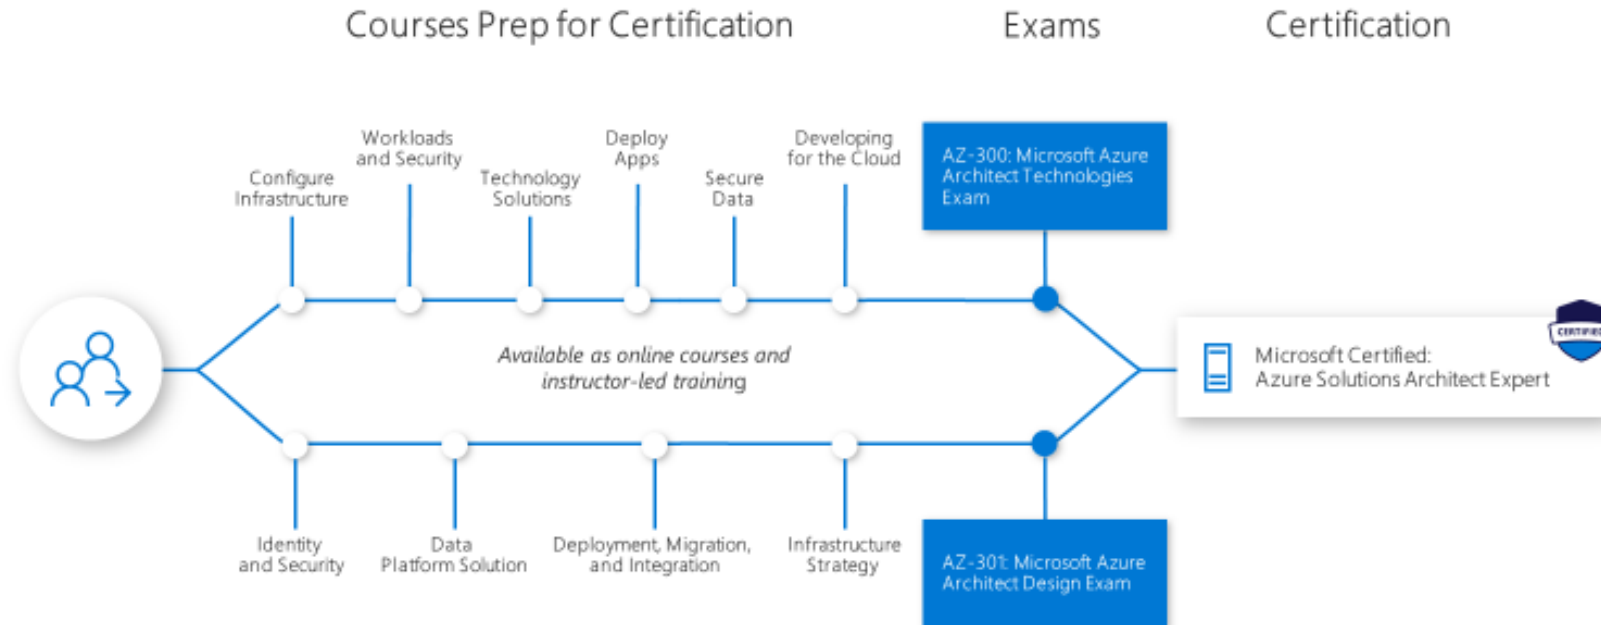 Courses Prep for Certification
Exams
Certification
Workloads
and Security
Deploy
Apps
Developing
for the Cloud
Configure
Infrastructure
Technology
Solutions
Secure
Data
AZ-300: Microsoft Azure
Architect Technologies
Exam
Available as online courses and
instructor-led training
CERTIFIED
Microsoft Certified:
Azure Solutions Architect Expert
Identity
and Security
Data
Platform Solution
Deployment, Migration,
and Integration
Infrastructure
Strategy
AZ-301: Microsoft Azure
Architect Design Exam